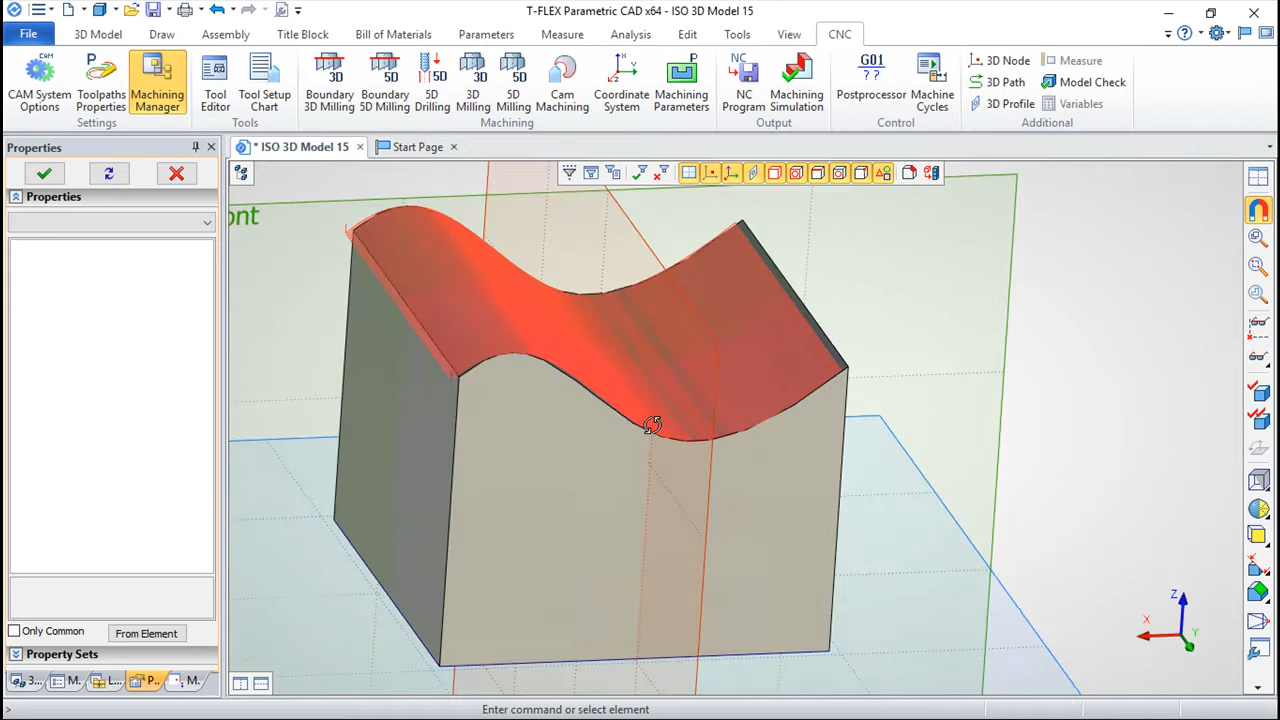 T-FLEX Parametric CAD x64 - ISO 3D Model 15
File
3D Model
Draw
Assembly
Title Block
Bill of Materials
Parameters
Measure
Analysis
Edit
Tools
View
CNC
CAM System Options
Toolpaths Properties
Machining Manager
Tool Editor
Tool Setup Chart
Boundary 3D Milling
Boundary 5D Milling
5D Drilling
3D Milling
5D Milling
Cam Machining
Coordinate System
Machining Parameters
NC Program
Machining Simulation
G01
? ?
Postprocessor
Machine Cycles
3D Node
3D Path
3D Profile
Measure
Model Check
Variables
Settings
Tools
Machining
Output
Control
Additional
Properties
* ISO 3D Model 15
Start Page
Properties
ont
Only Common
From Element
Property Sets
3...
M.
L...
P..
M.
Z
X
Y
> Enter command or select element